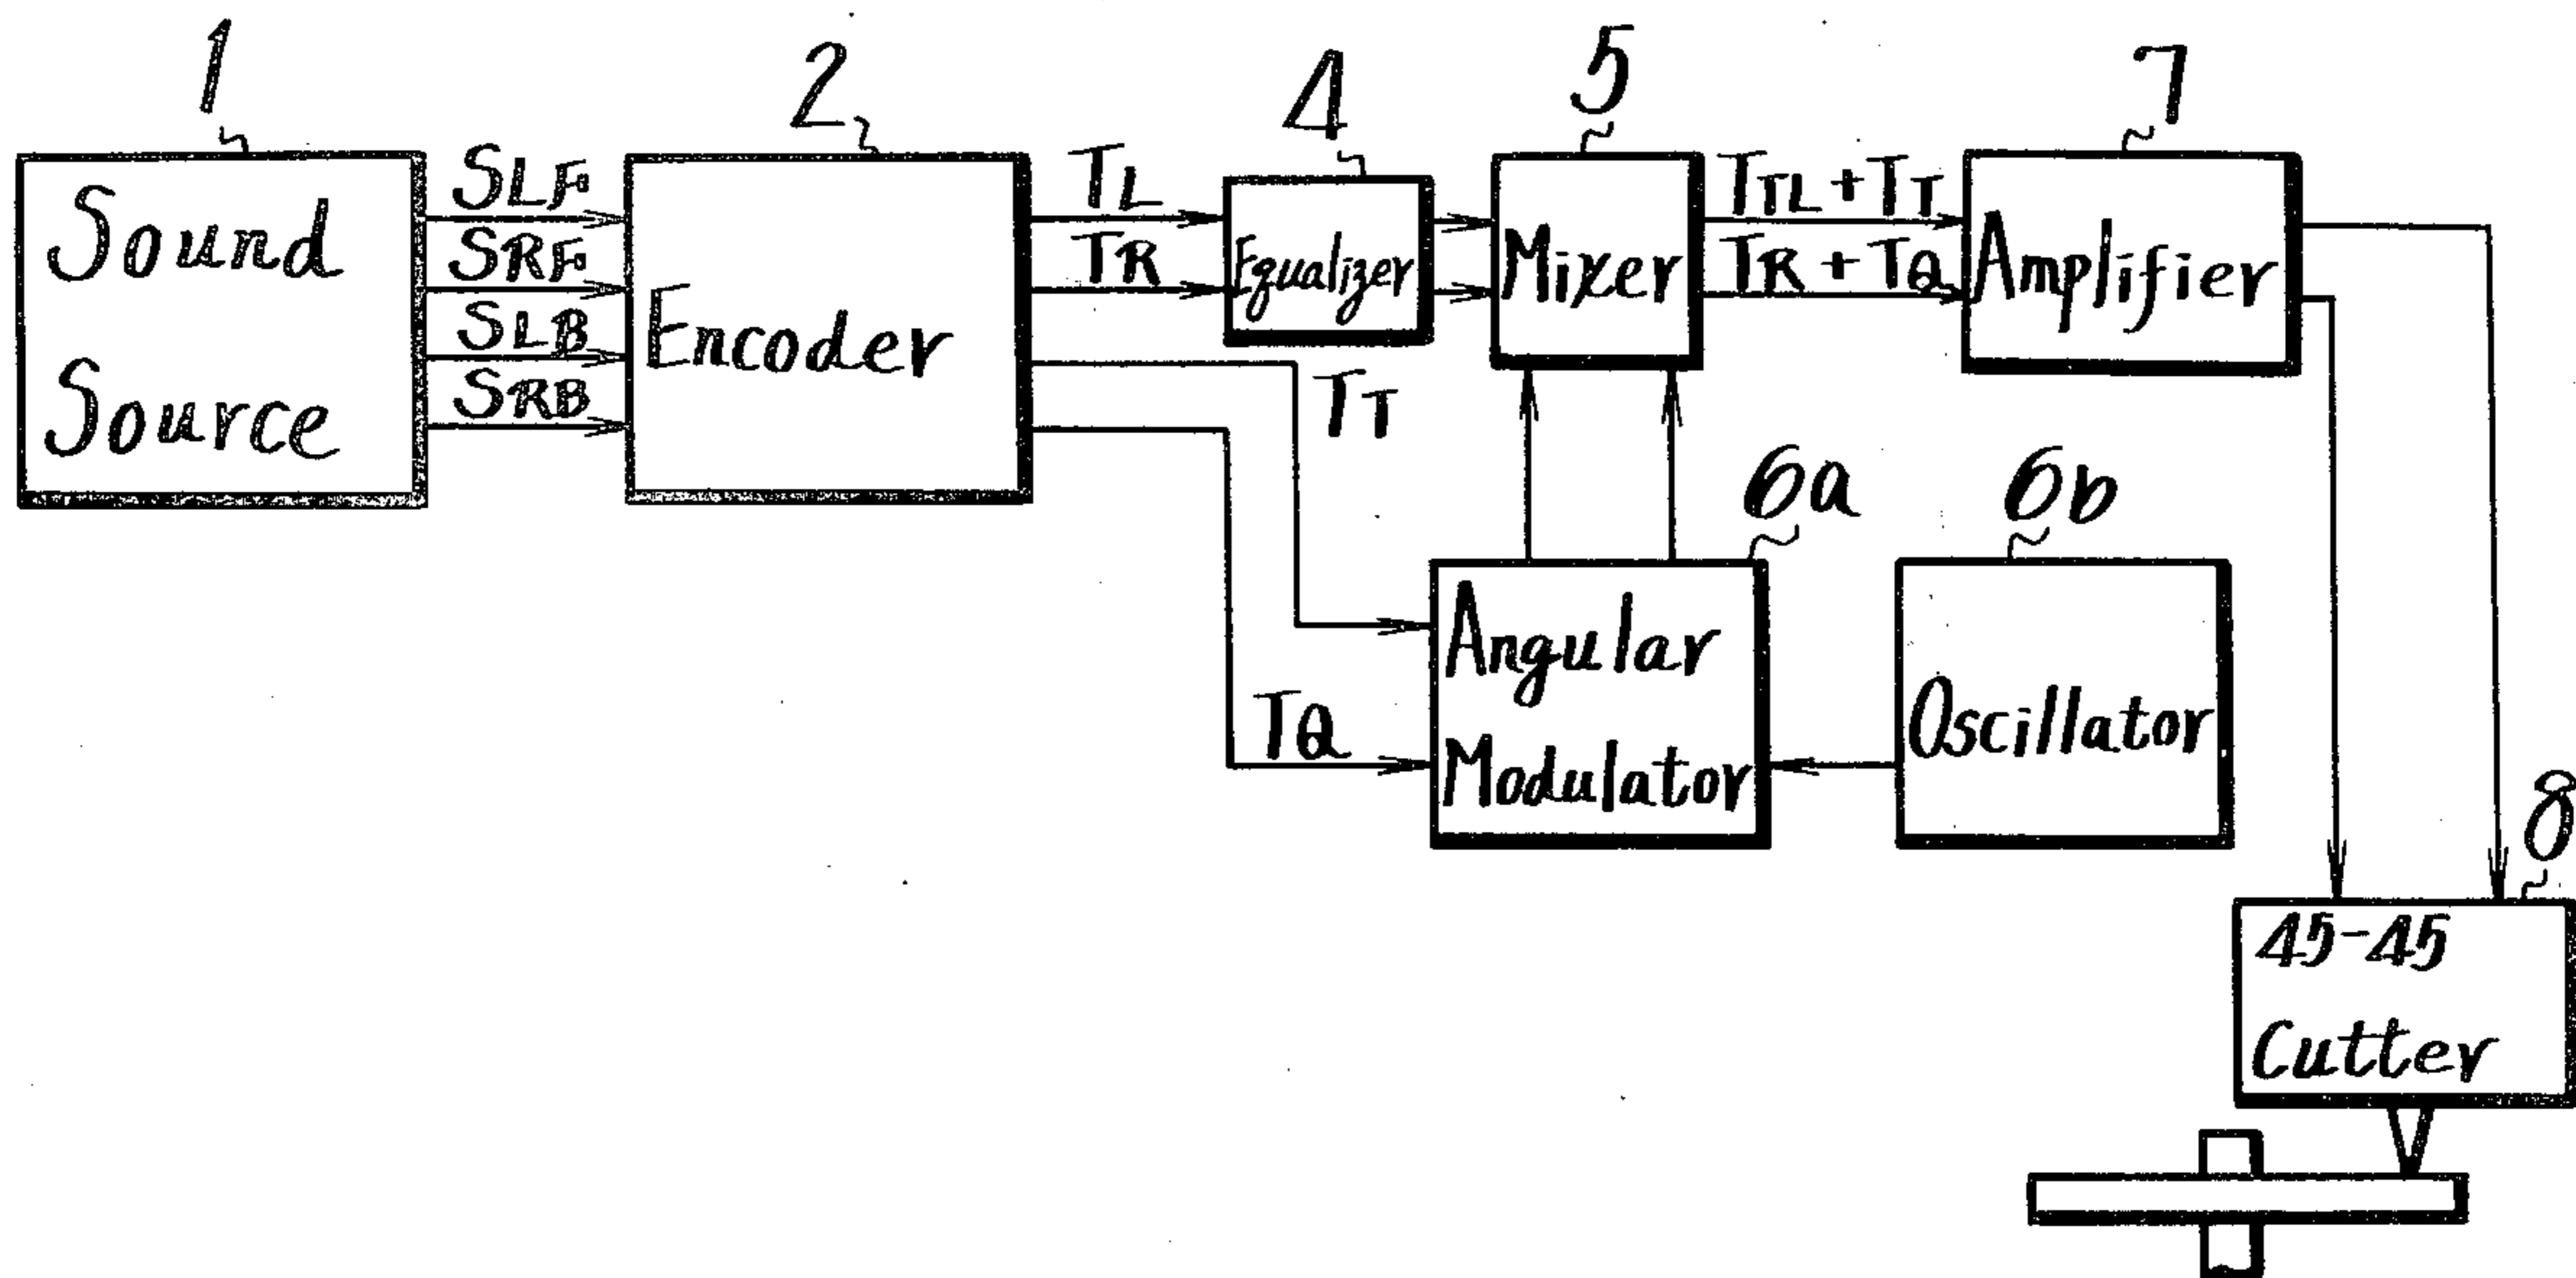 1
2
4
5
7
Sound
Source
SLF
SRF
SLB
SRB
Encoder
TL
TR
Equalizer
Mixer
TTL + TT
TR + TQ
Amplifier
TT
TQ
6a
6b
Angular
Modulator
Oscillator
8
45-45
Cutter